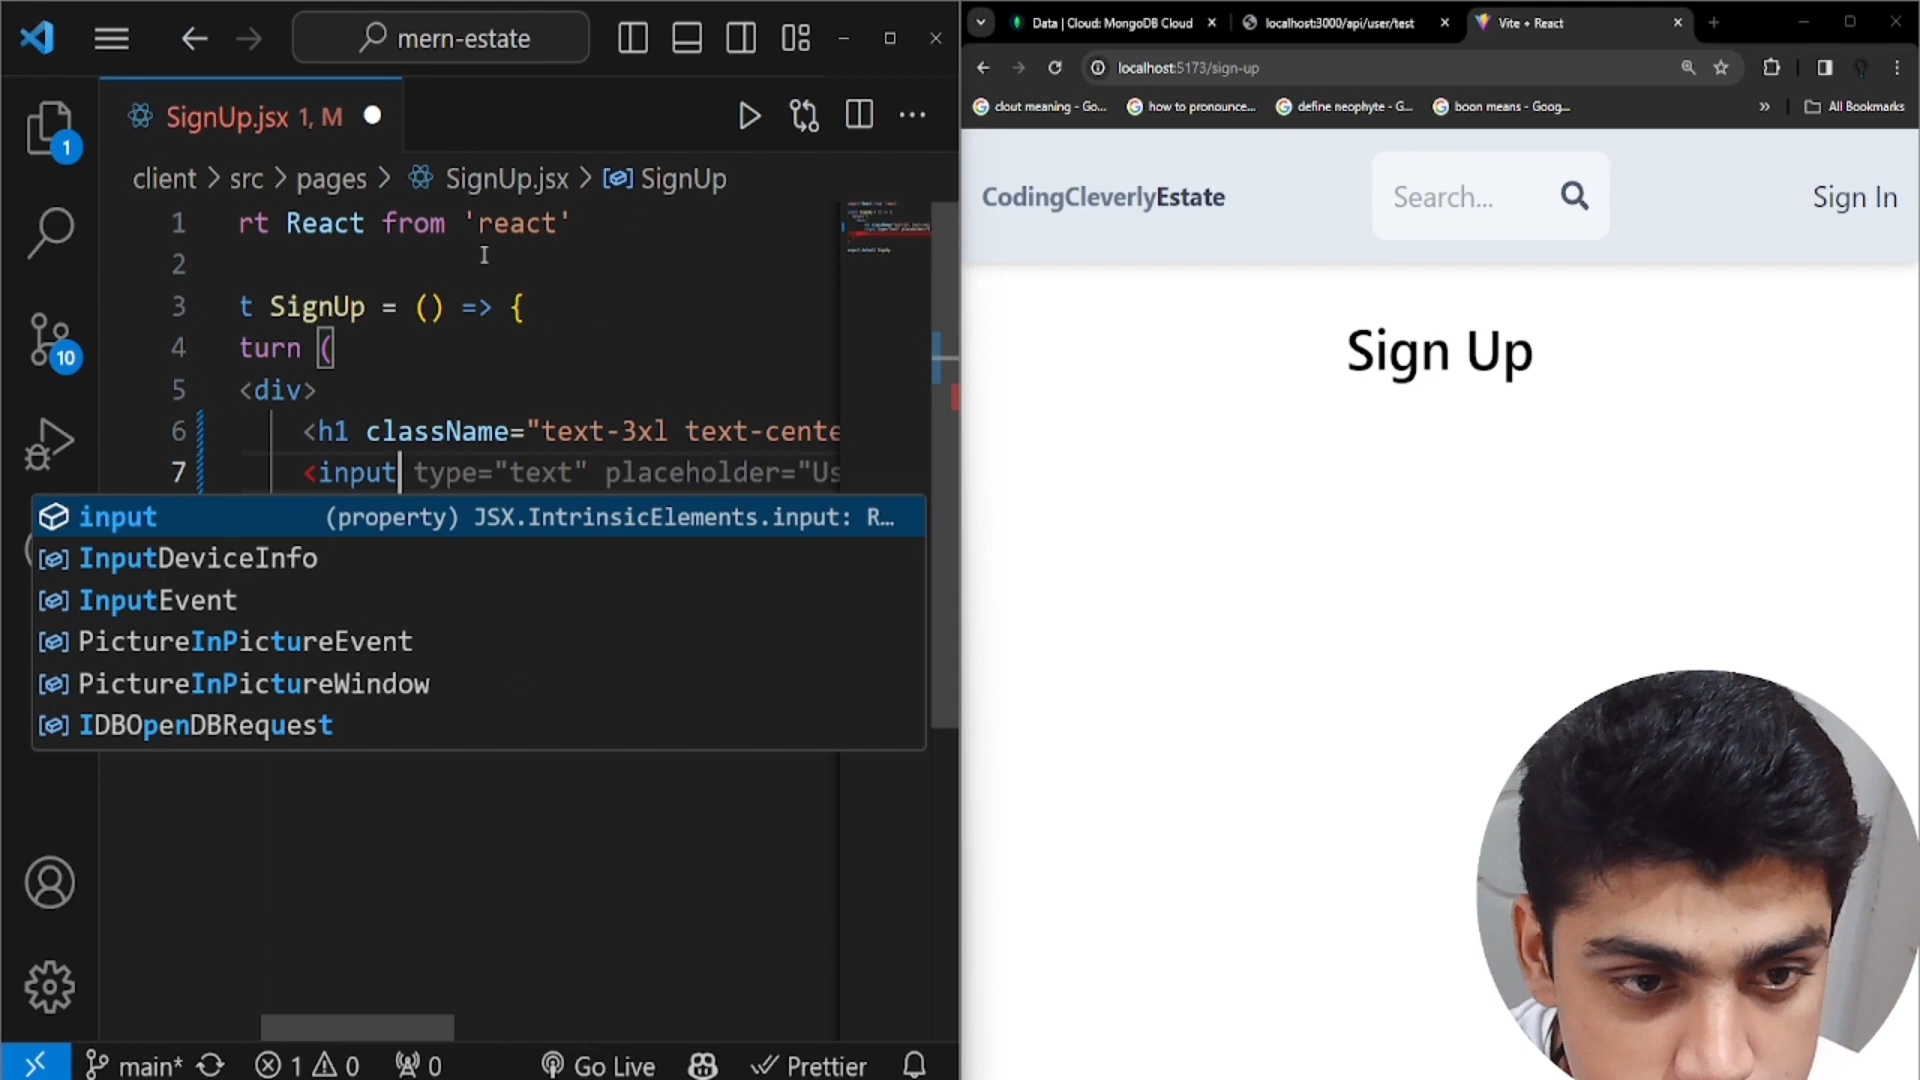 mern-estate
SignUp.jsx 1, M
client > src > pages > SignUp.jsx > SignUp
1 rt React from 'react'
2
3 t SignUp = () => {
4 turn (
5 <div>
6 <h1 className="text-3xl text-cente
7 <input type="text" placeholder="Us
input (property) JSX.IntrinsicElements.input: R…
InputDeviceInfo
InputEvent
PictureInPictureEvent
PictureInPictureWindow
IDBOpenDBRequest
1
10
main* 1 0 0 Go Live Prettier
Data | Cloud: MongoDB Cloud
localhost:3000/api/user/test
Vite + React
localhost:5173/sign-up
clout meaning - Go...
how to pronounce...
define neophyte - G...
boon means - Goog...
» All Bookmarks
CodingCleverlyEstate
Search...
Sign In
Sign Up